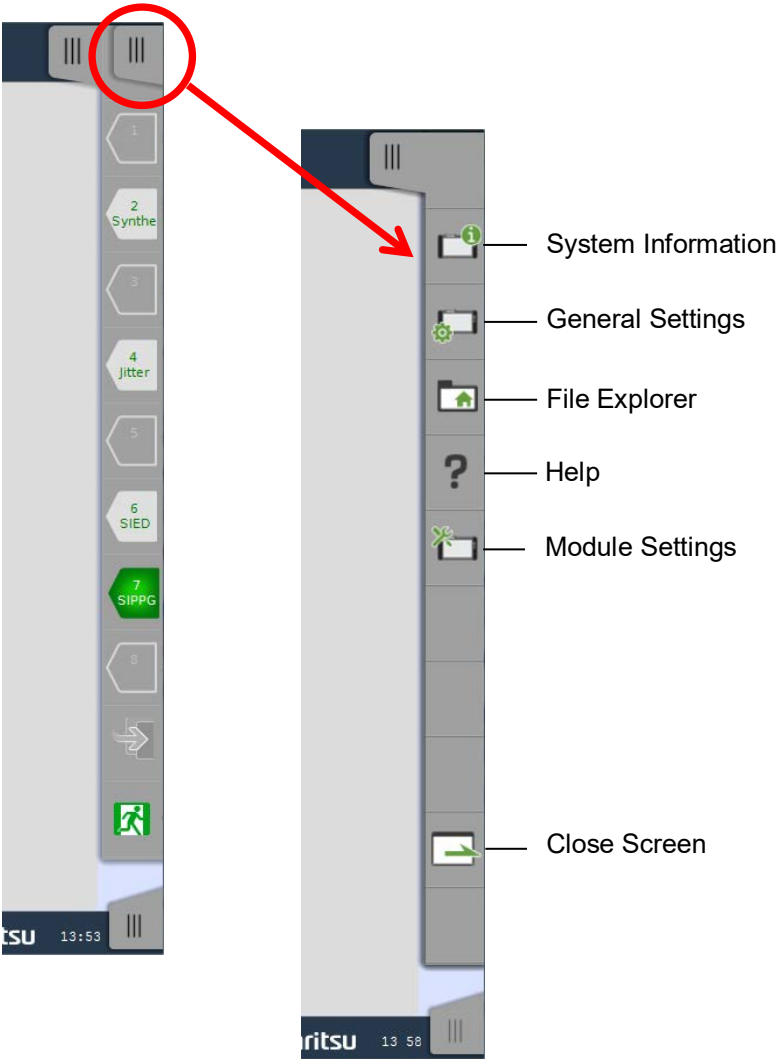 1
2
Synthe
3
4
Jitter
5
6
SIED
7
SIPPG
8
tsu 13:53
System Information
General Settings
File Explorer
?
Help
Module Settings
Close Screen
ritsu 13 58